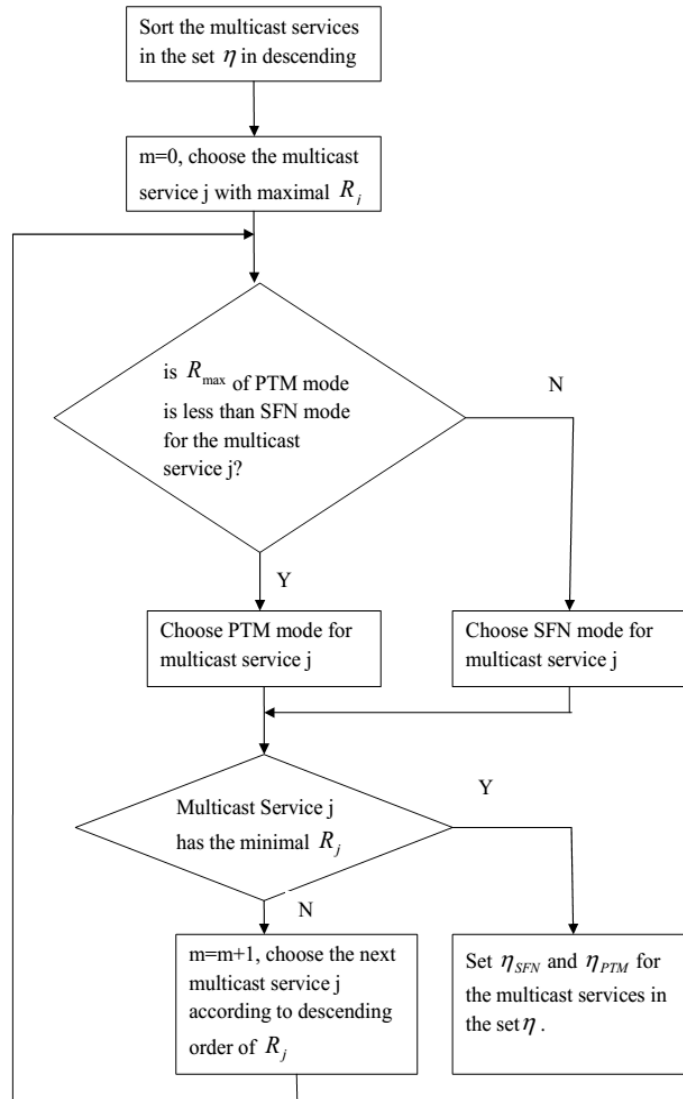 Sort the multicast services
in the set η in descending
m=0, choose the multicast
service j with maximal R_j
is R_max of PTM mode
is less than SFN mode
for the multicast
service j?
N
Y
Choose PTM mode for
multicast service j
Choose SFN mode for
multicast service j
Multicast Service j
has the minimal R_j
Y
N
m=m+1, choose the next
multicast service j
according to descending
order of R_j
Set η_SFN and η_PTM for
the multicast services in
the set η .